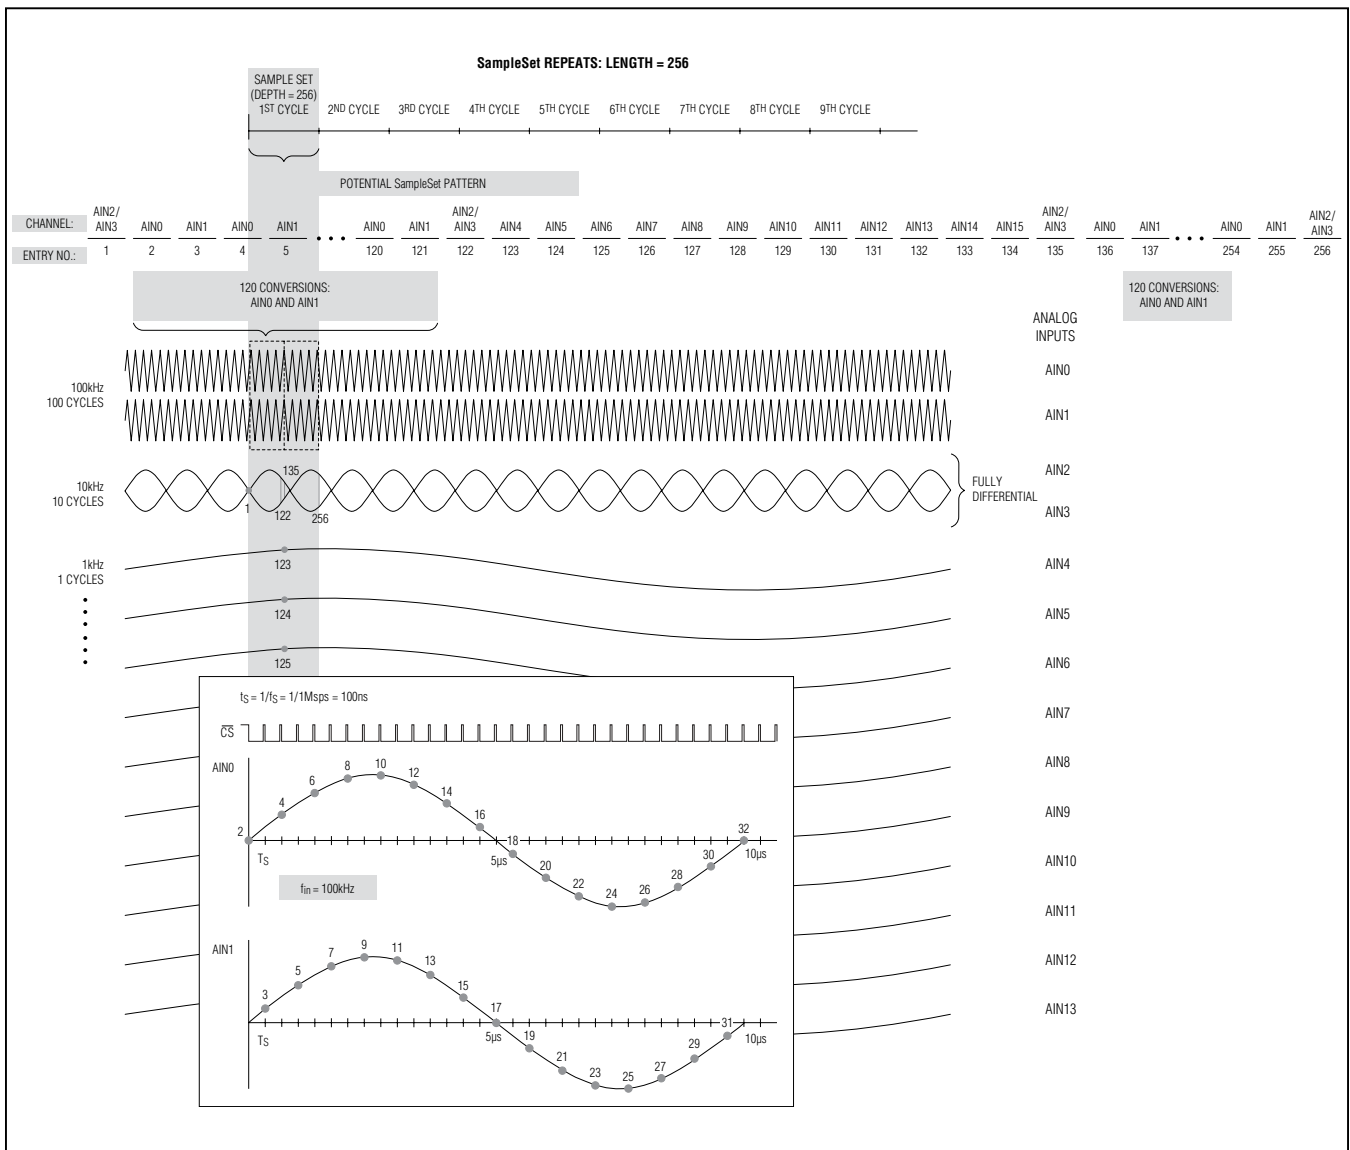 SampleSet REPEATS: LENGTH = 256
SAMPLE SET
(DEPTH = 256)
1ST CYCLE 2ND CYCLE 3RD CYCLE 4TH CYCLE 5TH CYCLE 6TH CYCLE 7TH CYCLE 8TH CYCLE 9TH CYCLE
POTENTIAL SampleSet PATTERN
CHANNEL: AIN2/AIN3 AIN0 AIN1 AIN0 AIN1 • • • AIN0 AIN1 AIN2/AIN3 AIN4 AIN5 AIN6 AIN7 AIN8 AIN9 AIN10 AIN11 AIN12 AIN13 AIN14 AIN15 AIN2/AIN3 AIN0 AIN1 • • • AIN0 AIN1 AIN2/AIN3
ENTRY NO.: 1 2 3 4 5 120 121 122 123 124 125 126 127 128 129 130 131 132 133 134 135 136 137 254 255 256
120 CONVERSIONS:
AIN0 AND AIN1
120 CONVERSIONS:
AIN0 AND AIN1
ANALOG
INPUTS
100kHz
100 CYCLES
AIN0
AIN1
10kHz
10 CYCLES
135
1
122
256
FULLY
DIFFERENTIAL
AIN2
AIN3
1kHz
1 CYCLES
123
AIN4
124
AIN5
125
AIN6
AIN7
AIN8
AIN9
AIN10
AIN11
AIN12
AIN13
tS = 1/fS = 1/1Msps = 100ns
CS
AIN0
2 4 6 8 10 12 14 16 18 20 22 24 26 28 30 32
TS
5µs
10µs
fin = 100kHz
AIN1
3 5 7 9 11 13 15 17 19 21 23 25 27 29 31
TS
5µs
10µs